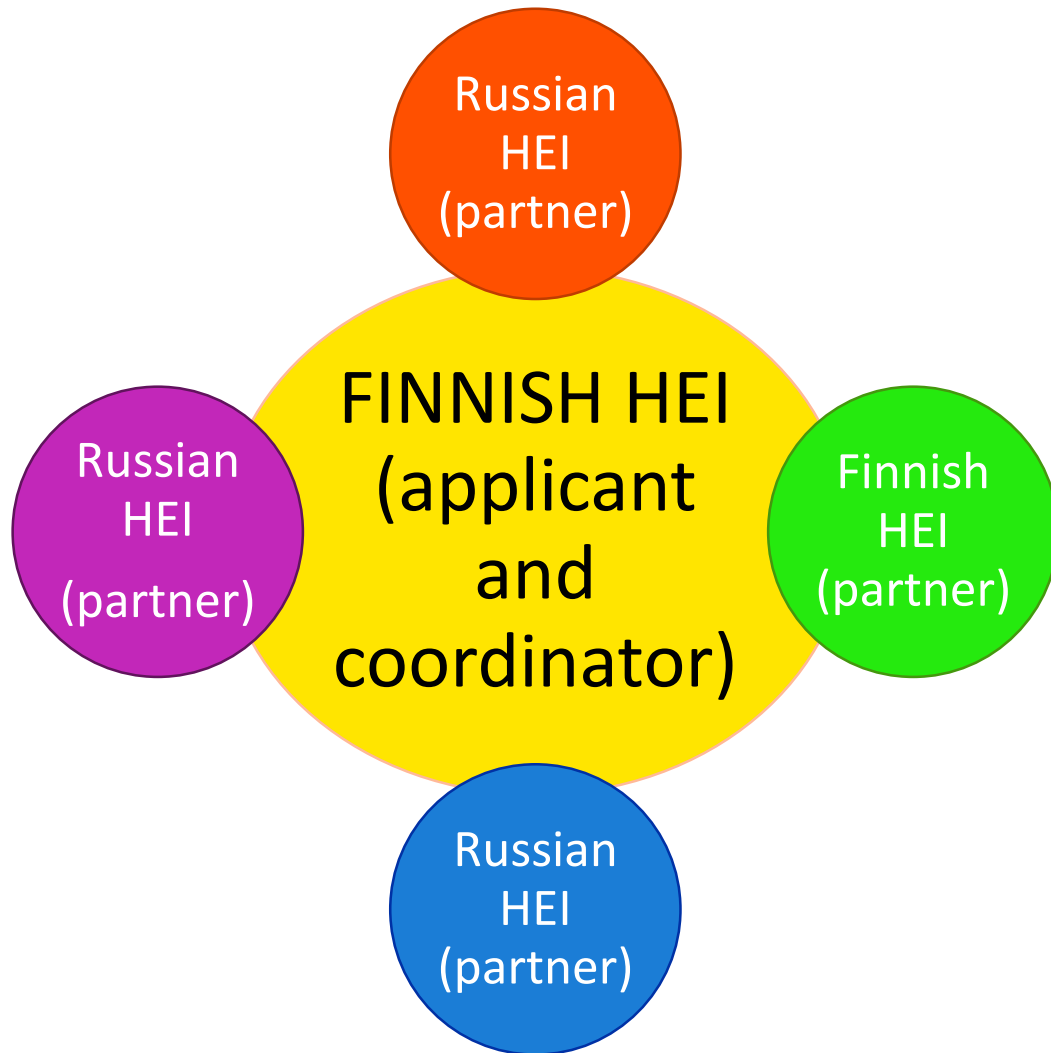 Russian
HEI
(partner)
FINNISH HEI
(applicant
and
coordinator)
Russian
HEI
(partner)
Finnish
HEI
(partner)
Russian
HEI
(partner)